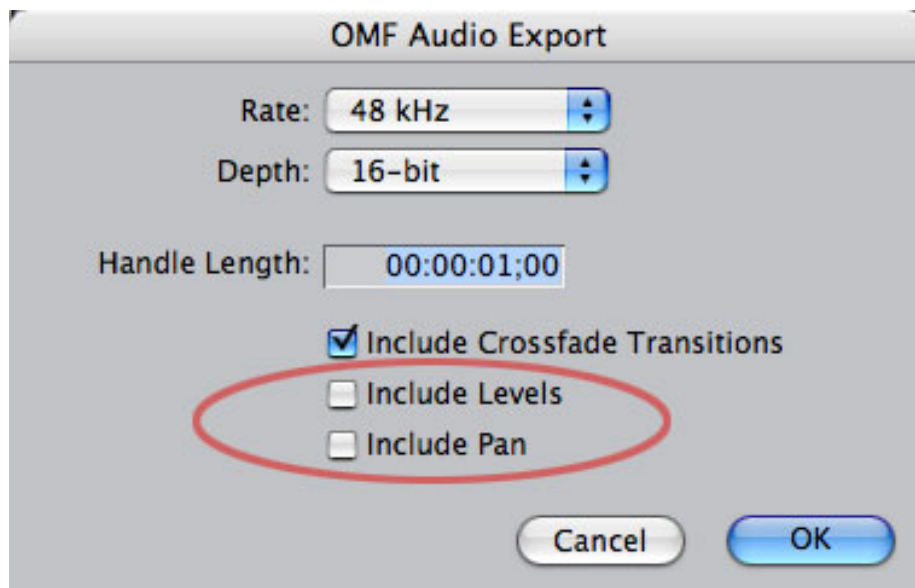 OMF Audio Export
Rate: 48 kHz
Depth: 16-bit
Handle Length: 00:00:01;00
Include Crossfade Transitions
Include Levels
Include Pan
Cancel OK